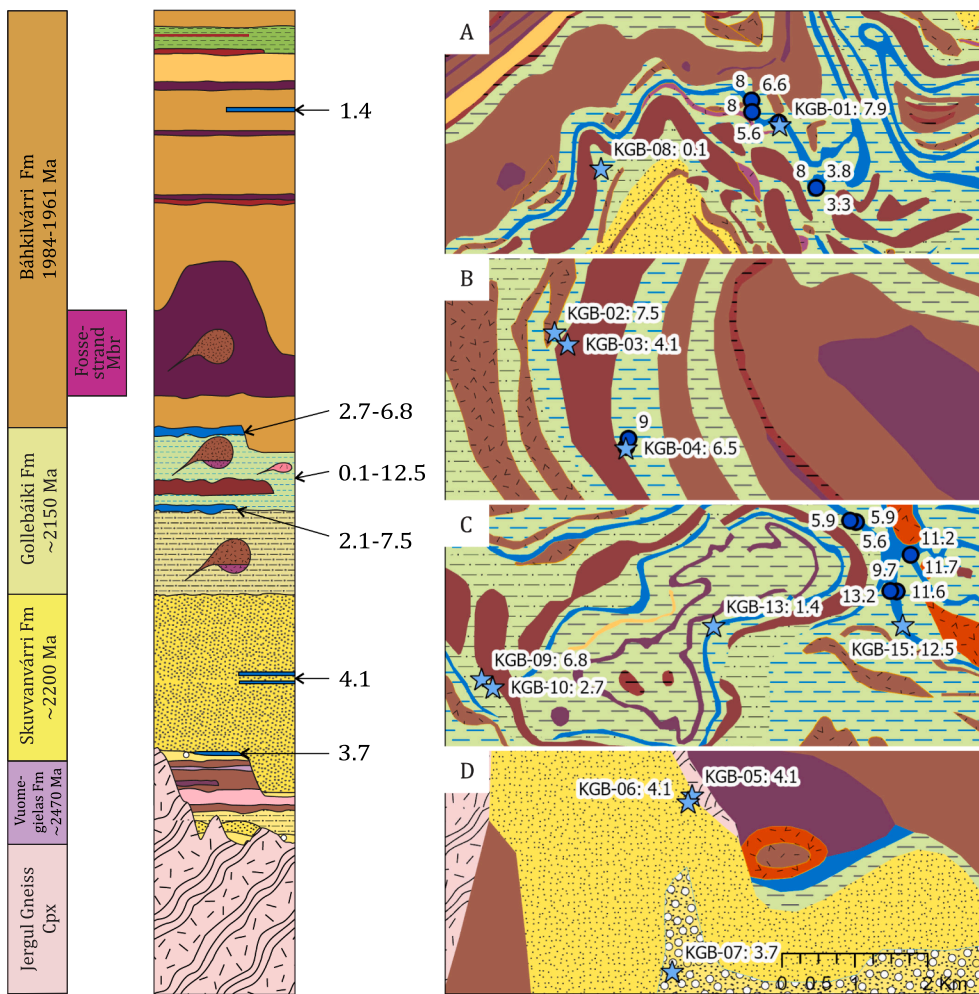 Báhkilvárri Fm
1984-1961 Ma
Fosse-
strand
Mbr
Gollebáiki Fm
~2150 Ma
Skuvvanvárri Fm
~2200 Ma
Vuome-
gielas Fm
~2470 Ma
Jergul Gneiss
Cpx
1.4
2.7-6.8
0.1-12.5
2.1-7.5
4.1
3.7
A
8
6.6
8
KGB-01: 7.9
5.6
KGB-08: 0.1
8
3.8
3.3
B
KGB-02: 7.5
KGB-03: 4.1
9
KGB-04: 6.5
C
5.9
5.9
5.6
11.2
9.7
11.7
13.2
11.6
KGB-13: 1.4
KGB-15: 12.5
KGB-09: 6.8
KGB-10: 2.7
D
KGB-05: 4.1
KGB-06: 4.1
KGB-07: 3.7
0 0.5 1 2 Km